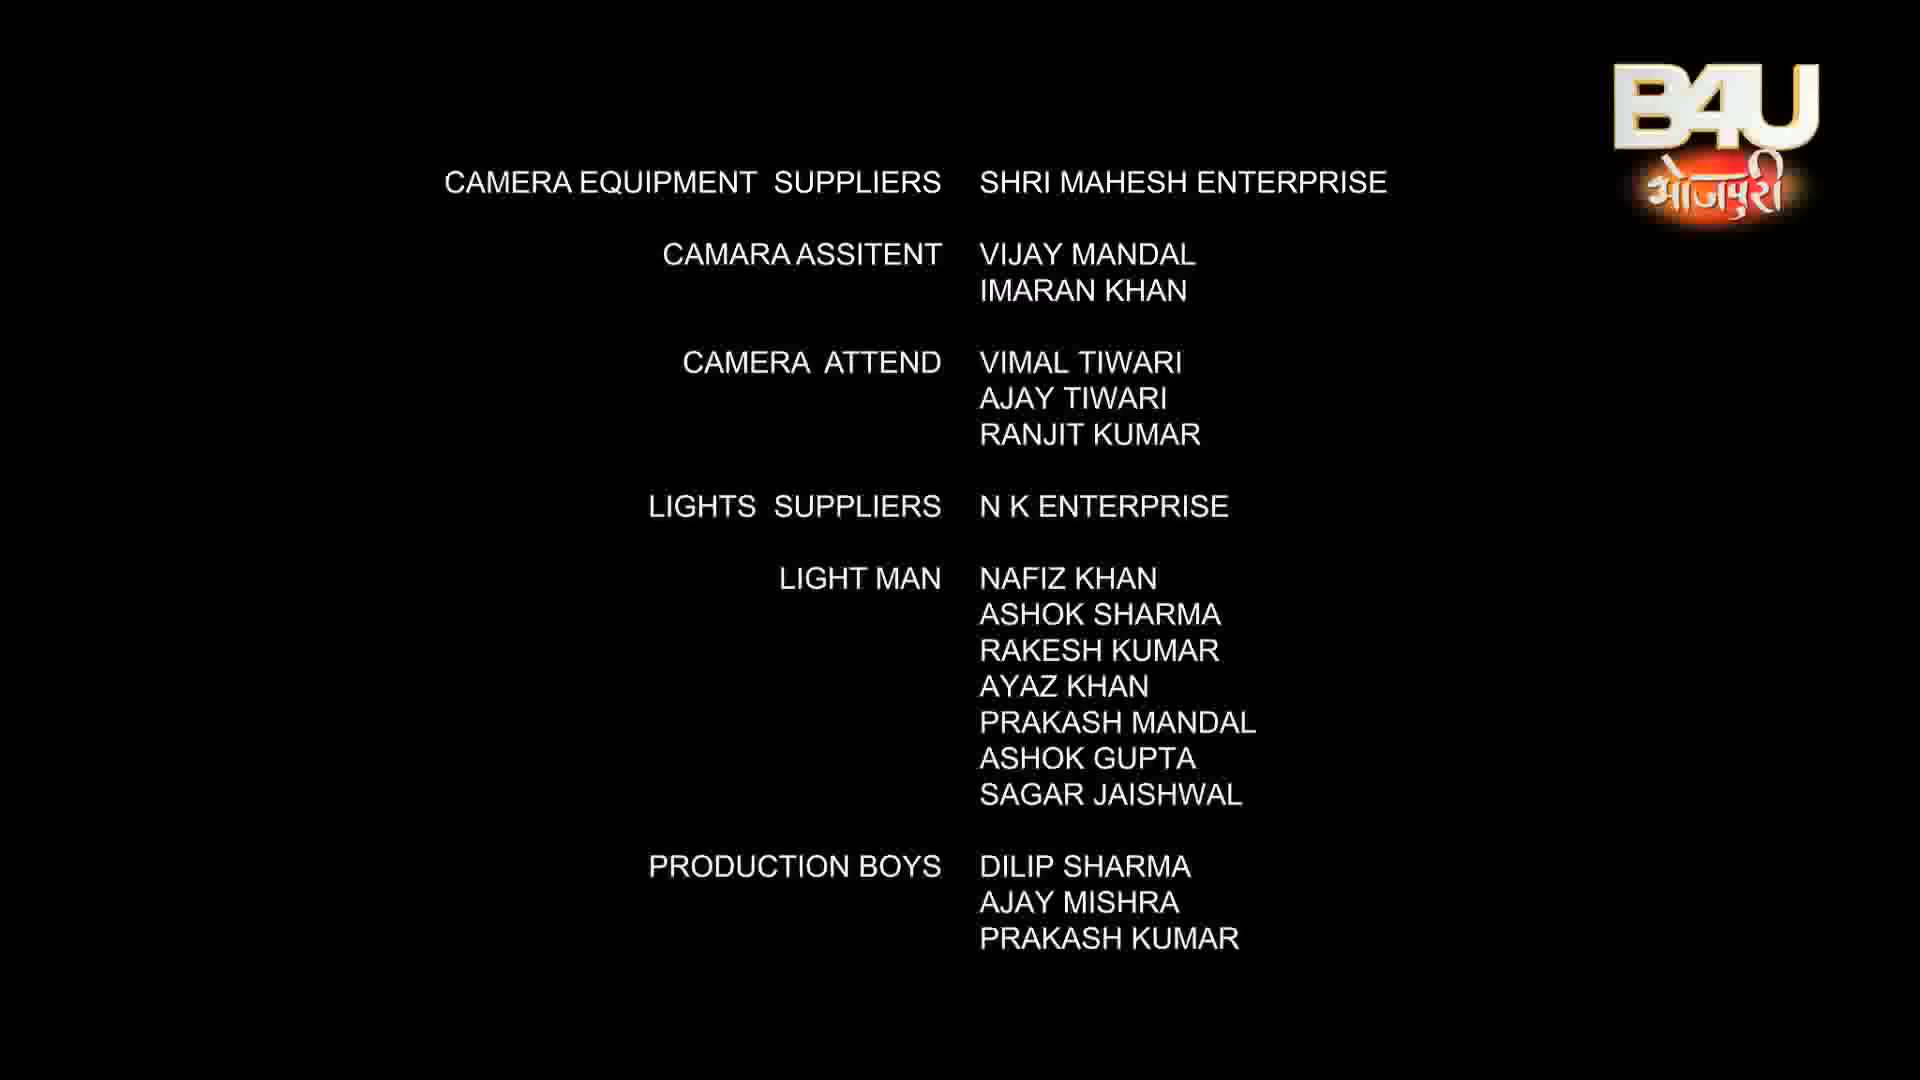 B4U
भोजपुरी
CAMERA EQUIPMENT SUPPLIERS SHRI MAHESH ENTERPRISE
CAMARA ASSITENT VIJAY MANDAL
IMARAN KHAN
CAMERA ATTEND VIMAL TIWARI
AJAY TIWARI
RANJIT KUMAR
LIGHTS SUPPLIERS N K ENTERPRISE
LIGHT MAN NAFIZ KHAN
ASHOK SHARMA
RAKESH KUMAR
AYAZ KHAN
PRAKASH MANDAL
ASHOK GUPTA
SAGAR JAISHWAL
PRODUCTION BOYS DILIP SHARMA
AJAY MISHRA
PRAKASH KUMAR